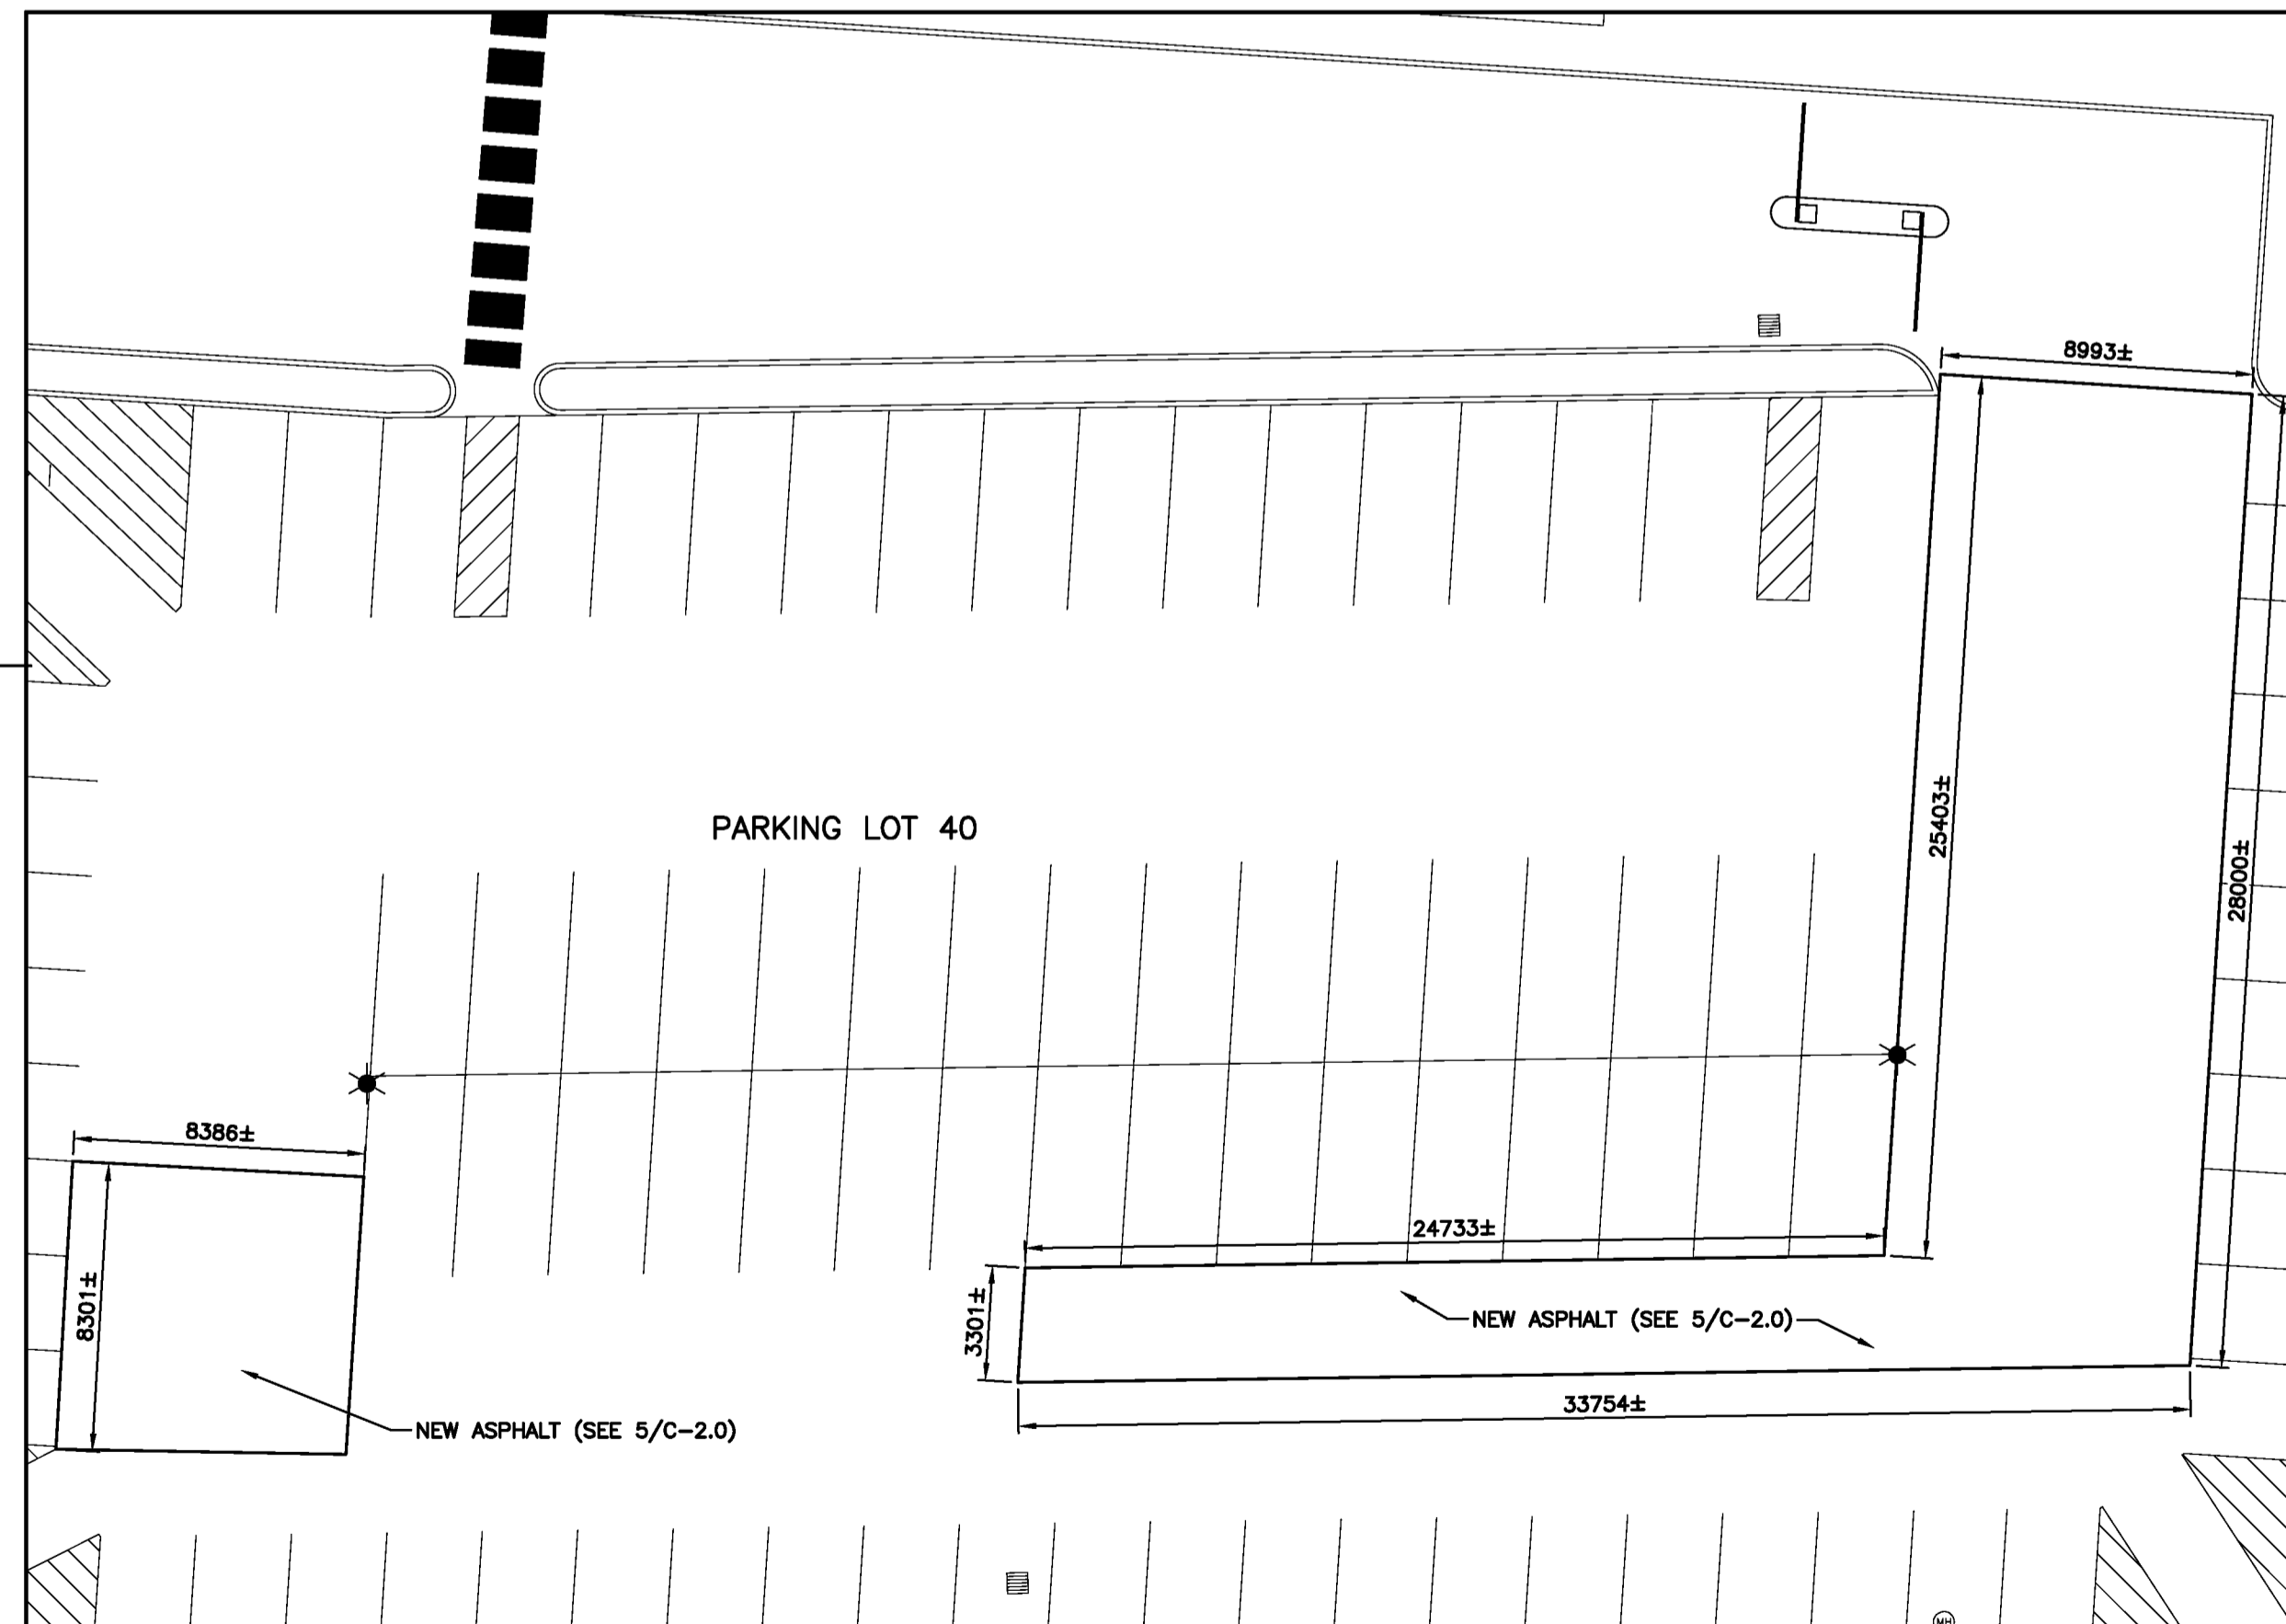 8993±
25403±
PARKING LOT 40
28000±
8386±
24733±
8301±
3301±
NEW ASPHALT (SEE 5/C-2.0)
33754±
NEW ASPHALT (SEE 5/C-2.0)
MH